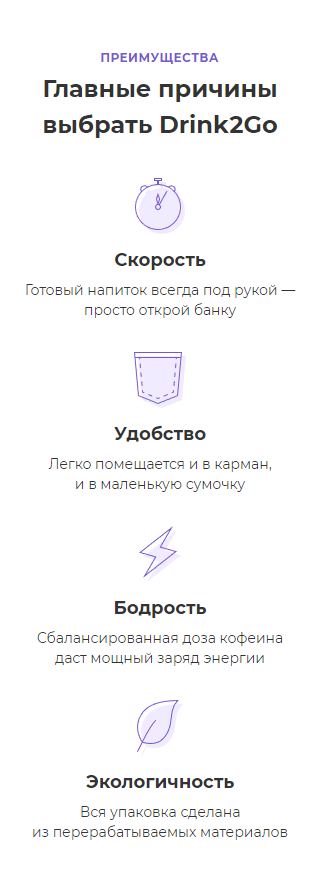 ПРЕИМУЩЕСТВА
Главные причины
выбрать Drink2Go
Скорость
Готовый напиток всегда под рукой —
просто открой банку
Удобство
Легко помещается и в карман,
и в маленькую сумочку
Бодрость
Сбалансированная доза кофеина
даст мощный заряд энергии
Экологичность
Вся упаковка сделана
из перерабатываемых материалов